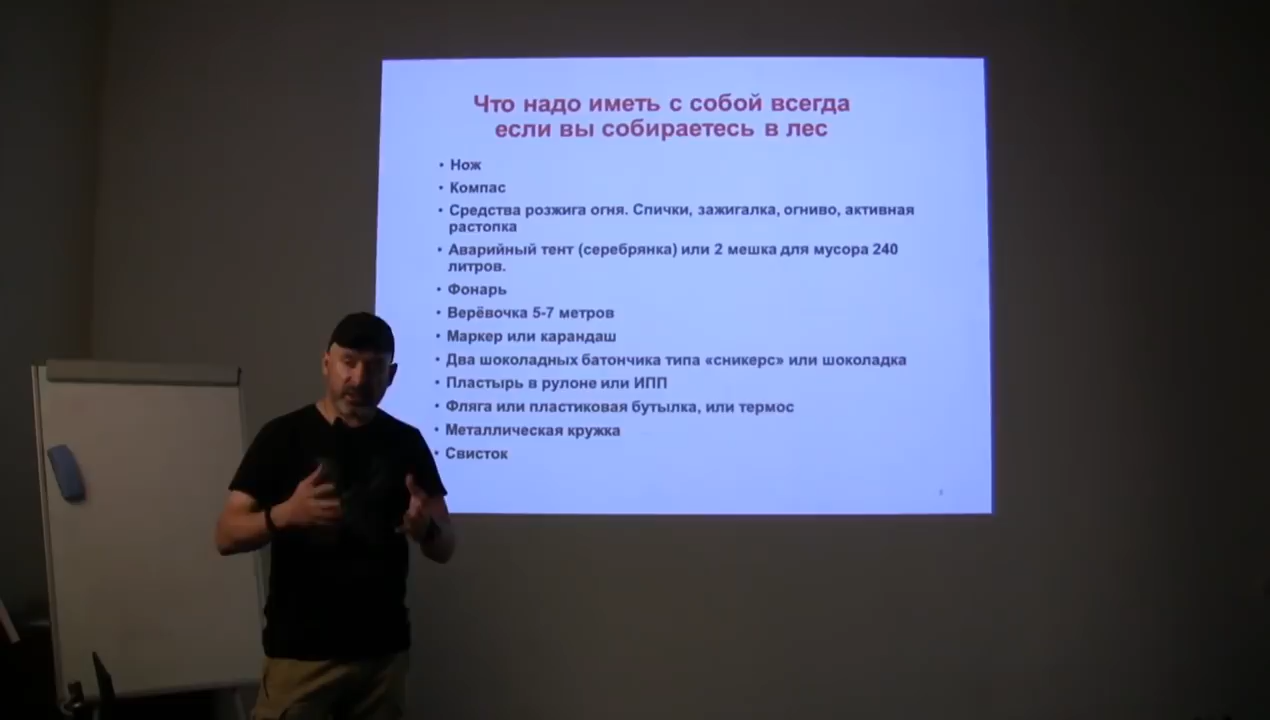 Что надо иметь с собой всегда
если вы собираетесь в лес
• Нож
• Компас
• Средства розжига огня. Спички, зажигалка, огниво, активная
растопка
• Аварийный тент (серебрянка) или 2 мешка для мусора 240
литров.
• Фонарь
• Верёвочка 5-7 метров
• Маркер или карандаш
• Два шоколадных батончика типа «сникерс» или шоколадка
• Пластырь в рулоне или ИПП
• Фляга или пластиковая бутылка, или термос
• Металлическая кружка
• Свисток